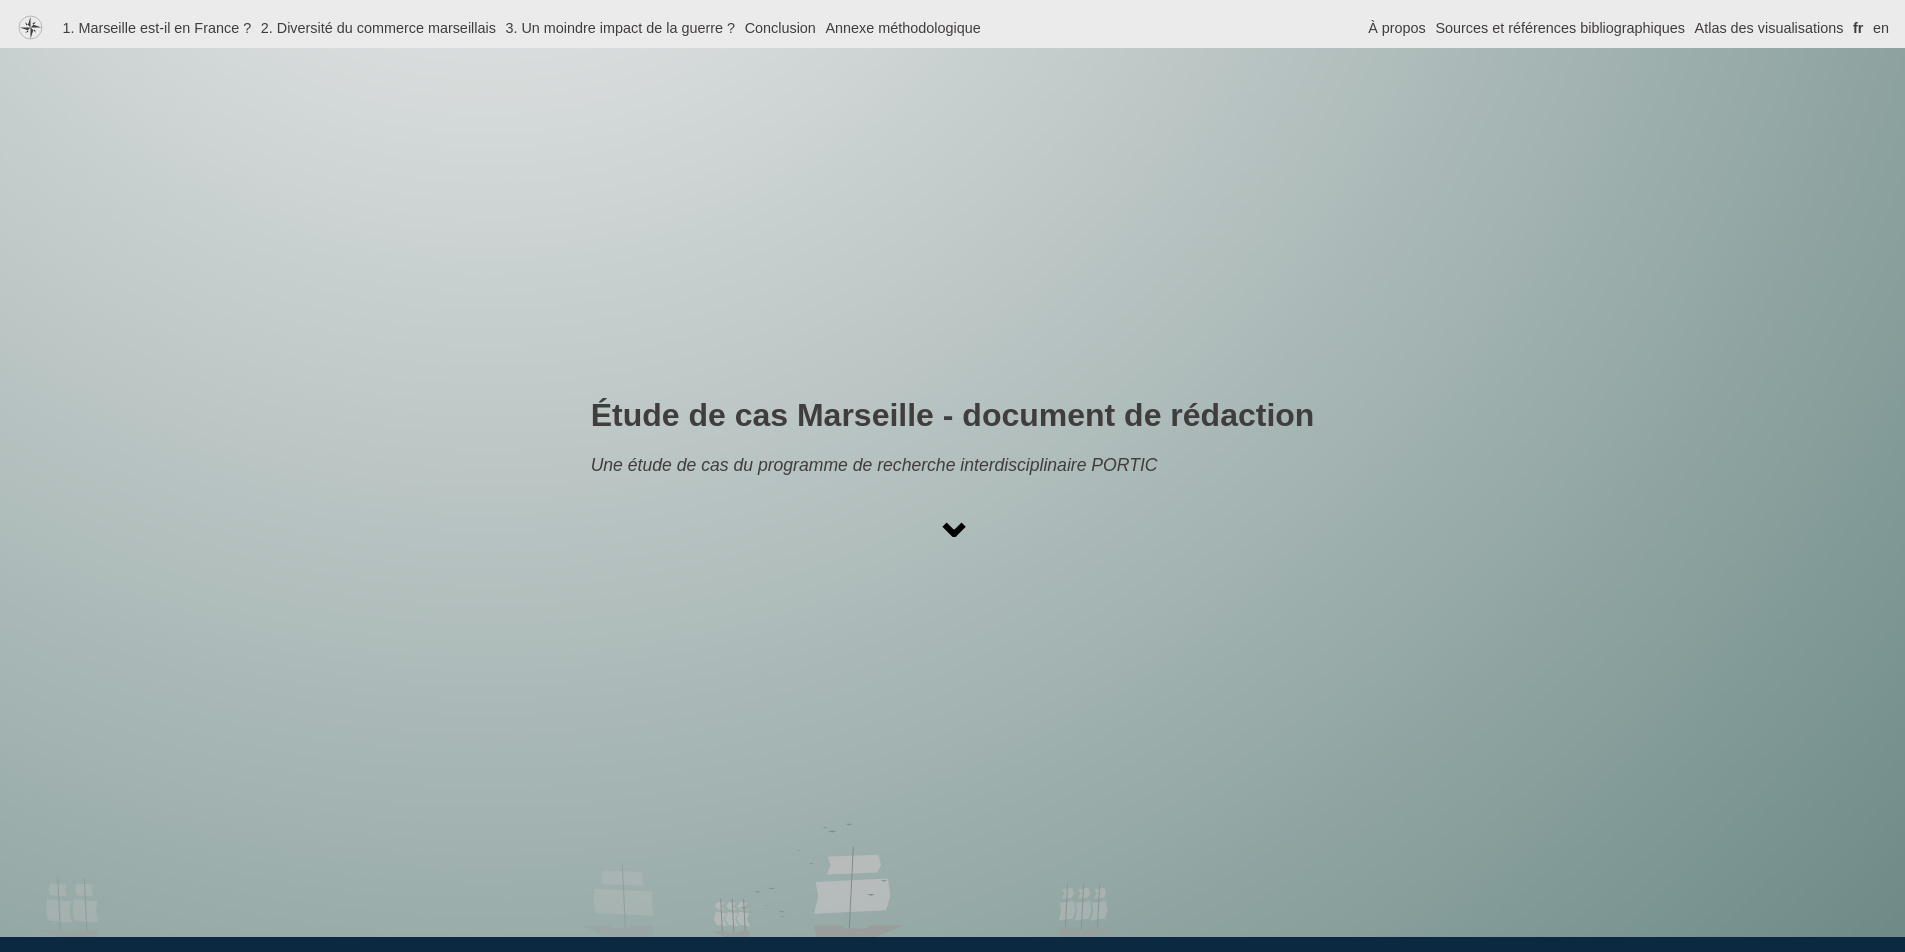 1. Marseille est-il en France ? 2. Diversité du commerce marseillais 3. Un moindre impact de la guerre ? Conclusion Annexe méthodologique À propos Sources et références bibliographiques Atlas des visualisations fr en
Étude de cas Marseille - document de rédaction
Une étude de cas du programme de recherche interdisciplinaire PORTIC